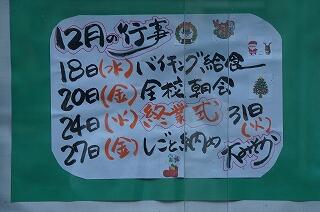 12月の行事
18日(水)バイキング給食
20日(金)全校朝会
24日(火)終業式
27日(金)しごと納め
31日
(火)
大みそか